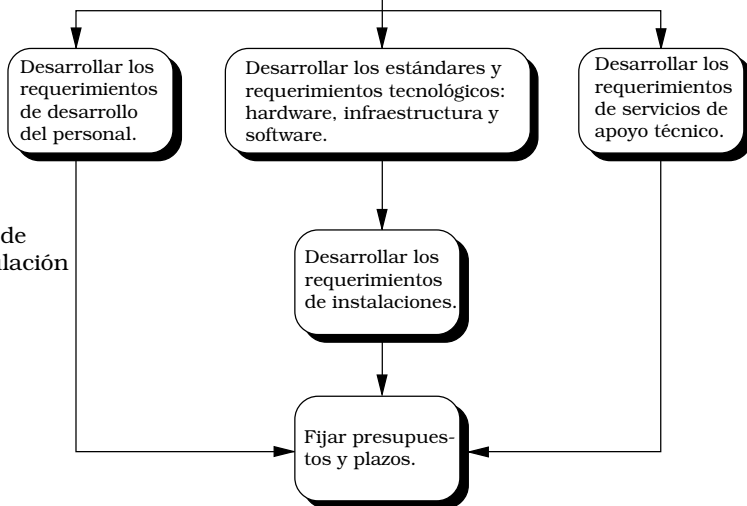 Desarrollar los
requerimientos
de desarrollo
del personal.
Desarrollar los estándares y
requerimientos tecnológicos:
hardware, infraestructura y
software.
Desarrollar los
requerimientos
de servicios de
apoyo técnico.
de
Desarrollar los
requerimientos
de instalaciones.
Fijar presupues-
tos y plazos.